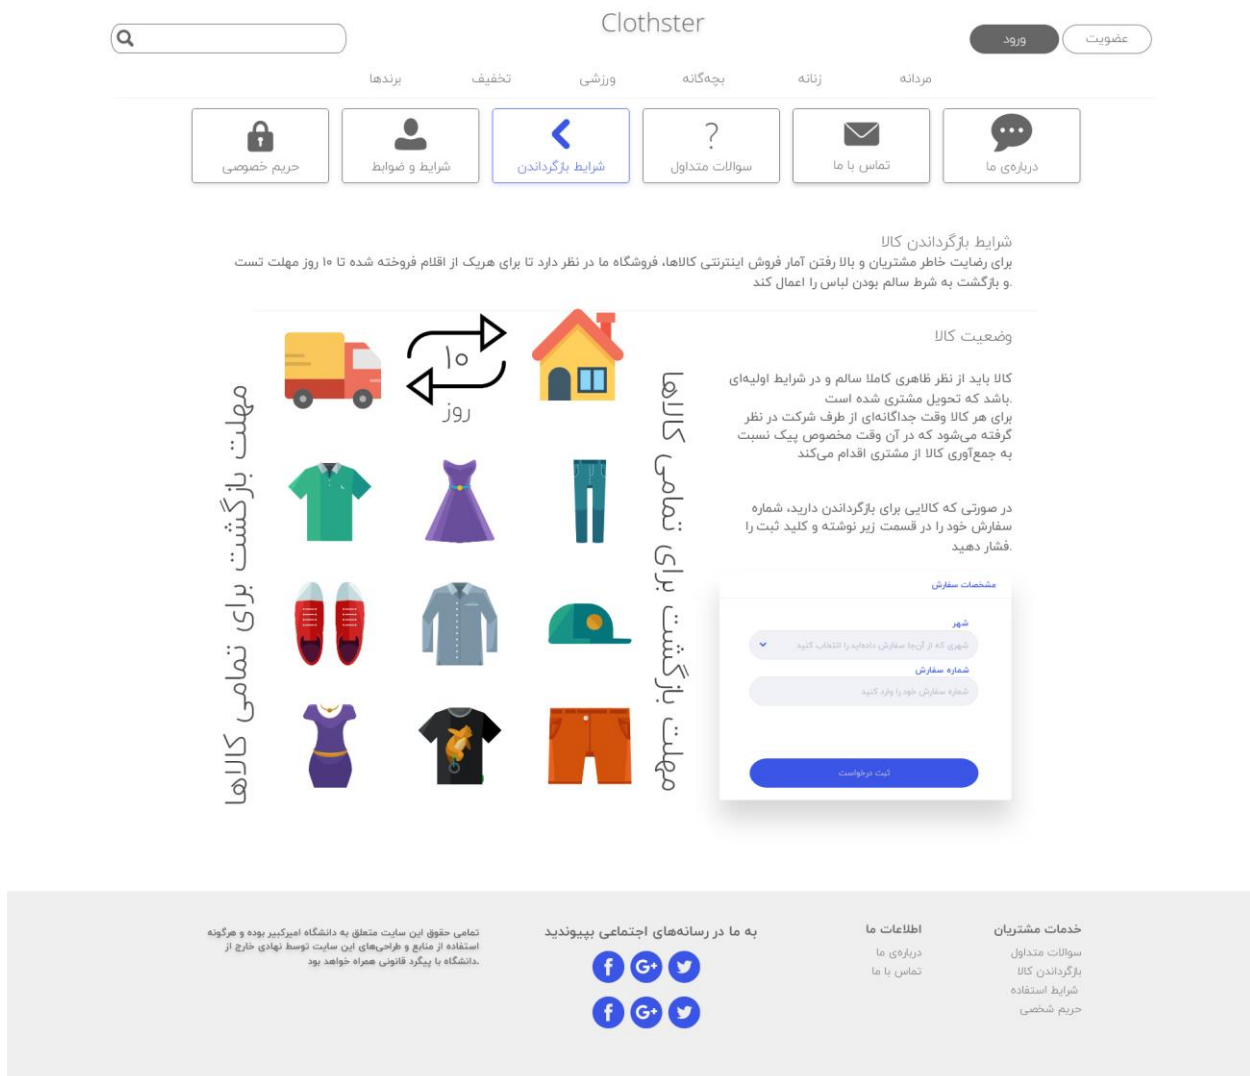 Clothster
عضویت
ورود
مردانه
زنانه
بچه‌گانه
ورزشی
تخفیف
برندها
درباره‌ی ما
تماس با ما
?
سوالات متداول
شرایط بازگرداندن
شرایط و ضوابط
حریم خصوصی
شرایط بازگرداندن کالا
برای رضایت خاطر مشتریان و بالا رفتن آمار فروش اینترنتی کالاها، فروشگاه ما در نظر دارد تا برای هریک از اقلام فروخته شده تا ۱۰ روز مهلت تست
و بازگشت به شرط سالم بودن لباس را اعمال کند.
وضعیت کالا
کالا باید از نظر ظاهری کاملا سالم و در شرایط اولیه‌ای
باشد که تحویل مشتری شده است.
برای هر کالا وقت جداگانه‌ای از طرف شرکت در نظر
گرفته می‌شود که در آن وقت مخصوص پیک نسبت
به جمع‌آوری کالا از مشتری اقدام می‌کند
در صورتی که کالایی برای بازگرداندن دارید، شماره
سفارش خود را در قسمت زیر نوشته و کلید ثبت را
فشار دهید.
مشخصات سفارش
شهر
شهری که از آن‌جا سفارش داده‌اید را انتخاب کنید
شماره سفارش
شماره سفارش خود را وارد کنید
ثبت درخواست
مهلت بازگشت برای تمامی کالاها
۱۰
روز
مهلت بازگشت برای تمامی کالاها
خدمات مشتریان
سوالات متداول
بازگرداندن کالا
شرایط استفاده
حریم شخصی
اطلاعات ما
درباره‌ی ما
تماس با ما
به ما در رسانه‌های اجتماعی بپیوندید
f G+
f G+
تمامی حقوق این سایت متعلق به دانشگاه امیرکبیر بوده و هرگونه
استفاده از منابع و طراحی‌های این سایت توسط نهادی خارج از
دانشگاه با پیگرد قانونی همراه خواهد بود.